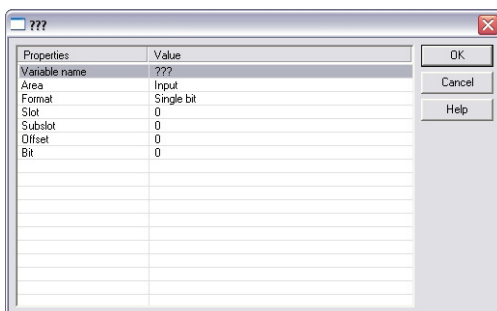 ???
Properties Value
Variable name ???
Area Input
Format Single bit
Slot 0
Subslot 0
Offset 0
Bit 0
OK
Cancel
Help